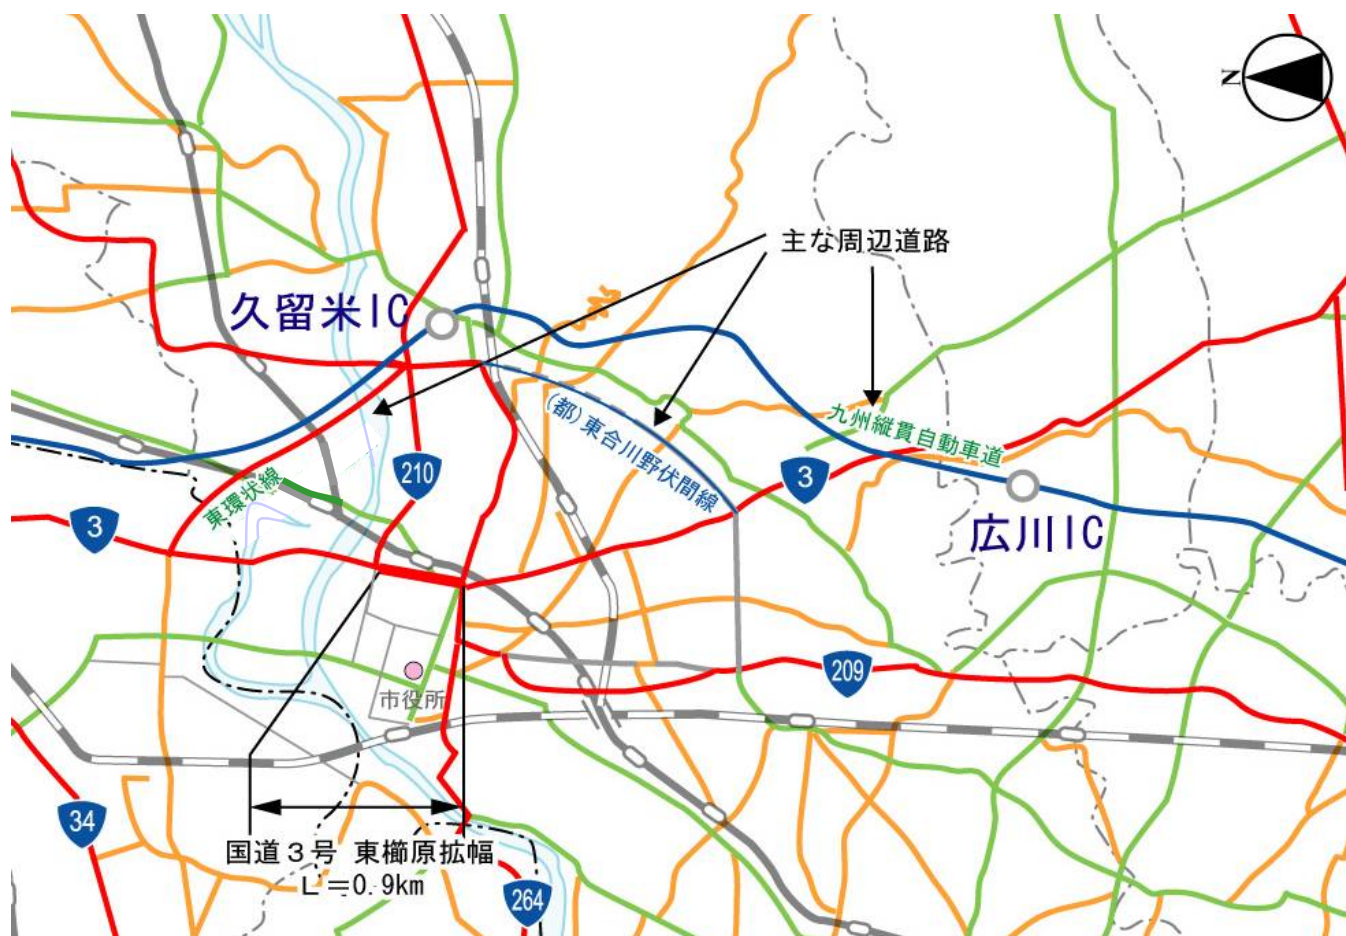 N
主な周辺道路
久留米IC
(都)東合川野伏間線
九州縦貫自動車道
210
3
東環状線
3
広川IC
209
市役所
34
国道３号 東櫛原拡幅
L＝0.9km
264